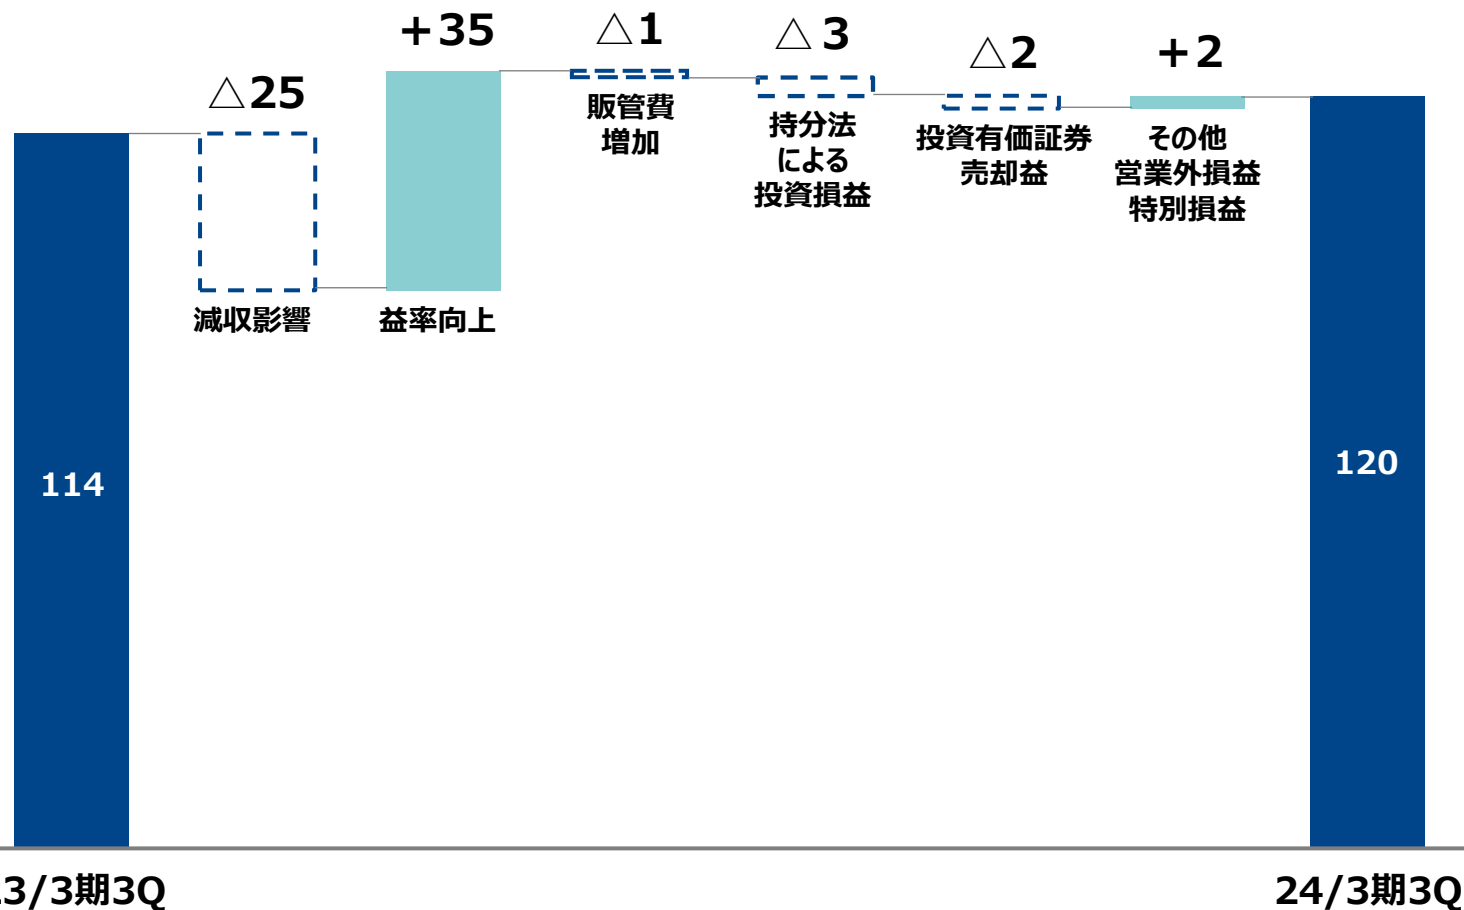 △25
減収影響
+35
益率向上
△1
販管費
増加
△3
持分法
による
投資損益
△2
投資有価証券
売却益
+2
その他
営業外損益
特別損益
114
120
3/3期3Q
24/3期3Q